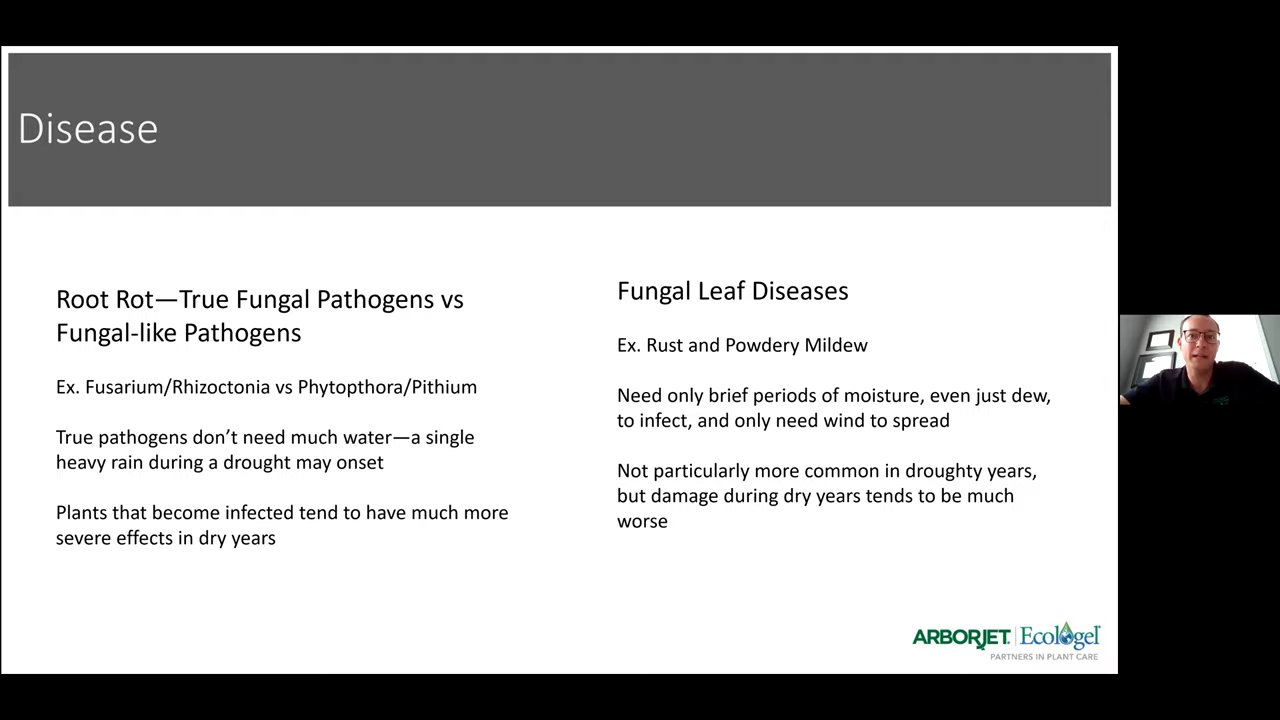 Disease
Root Rot—True Fungal Pathogens vs
Fungal-like Pathogens
Ex. Fusarium/Rhizoctonia vs Phytopthora/Pithium
True pathogens don’t need much water—a single
heavy rain during a drought may onset
Plants that become infected tend to have much more
severe effects in dry years
Fungal Leaf Diseases
Ex. Rust and Powdery Mildew
Need only brief periods of moisture, even just dew,
to infect, and only need wind to spread
Not particularly more common in droughty years,
but damage during dry years tends to be much
worse
ARBORJET | Ecologel
PARTNERS IN PLANT CARE